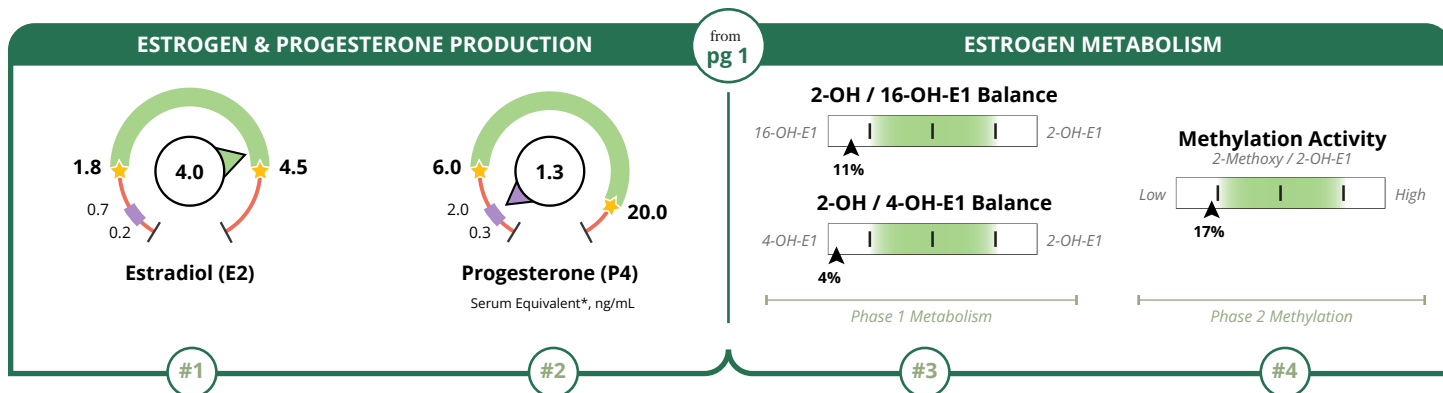 ESTROGEN & PROGESTERONE PRODUCTION
from
pg 1
ESTROGEN METABOLISM
1.8
4.0
4.5
0.7
0.2
Estradiol (E2)
6.0
1.3
20.0
2.0
0.3
Progesterone (P4)
Serum Equivalent*, ng/mL
2-OH / 16-OH-E1 Balance
16-OH-E1
2-OH-E1
11%
2-OH / 4-OH-E1 Balance
4-OH-E1
2-OH-E1
4%
Phase 1 Metabolism
Methylation Activity
2-Methoxy / 2-OH-E1
Low
High
17%
Phase 2 Methylation
#1
#2
#3
#4